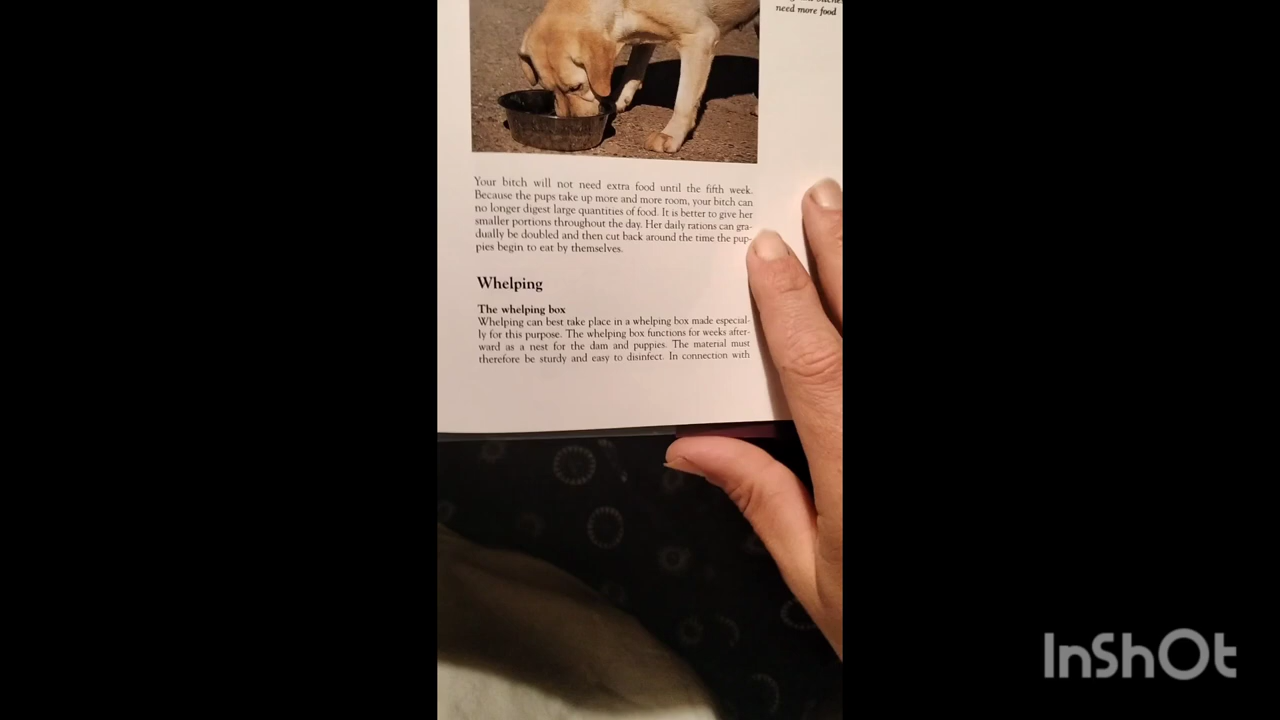 need more food
Your bitch will not need extra food until the fifth week.
Because the pups take up more and more room, your bitch can
no longer digest large quantities of food. It is better to give her
smaller portions throughout the day. Her daily rations can gra-
dually be doubled and then cut back around the time the pup-
pies begin to eat by themselves.
Whelping
The whelping box
Whelping can best take place in a whelping box made especial-
ly for this purpose. The whelping box functions for weeks after-
ward as a nest for the dam and puppies. The material must
therefore be sturdy and easy to disinfect. In connection with
InShOt